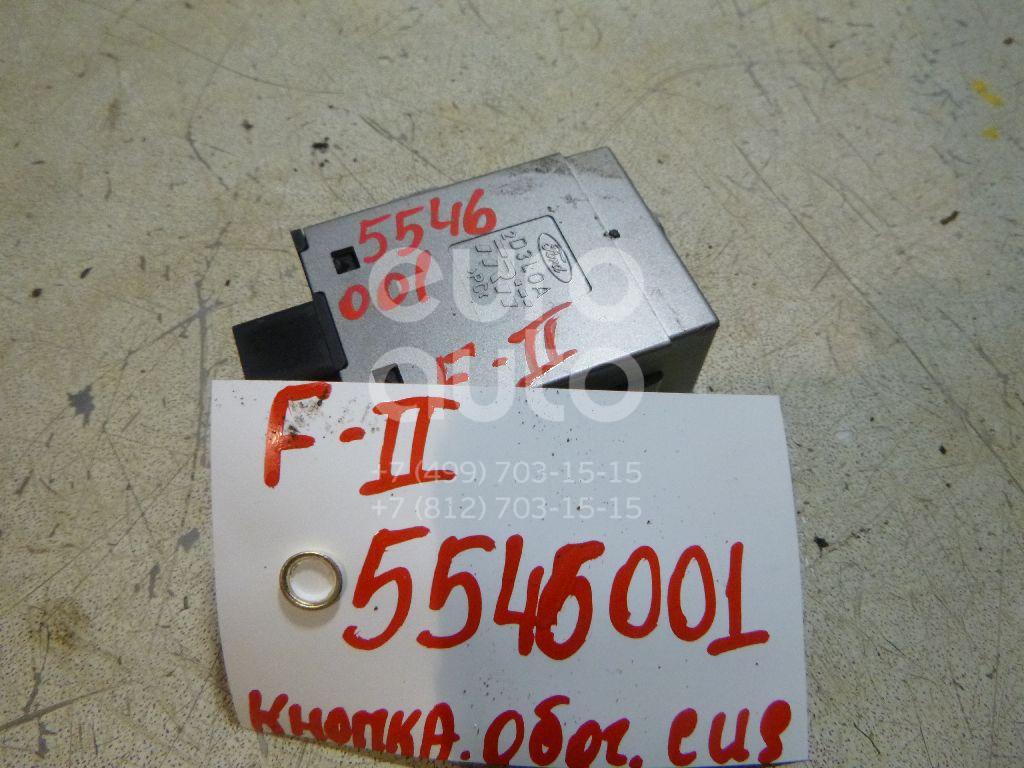 5546
001
Ford
2D3LOA
F-II
euro
auto
F-II
+7 (499) 703-15-15
+7 (812) 703-15-15
5546001
КНОПКА. Обог. сид